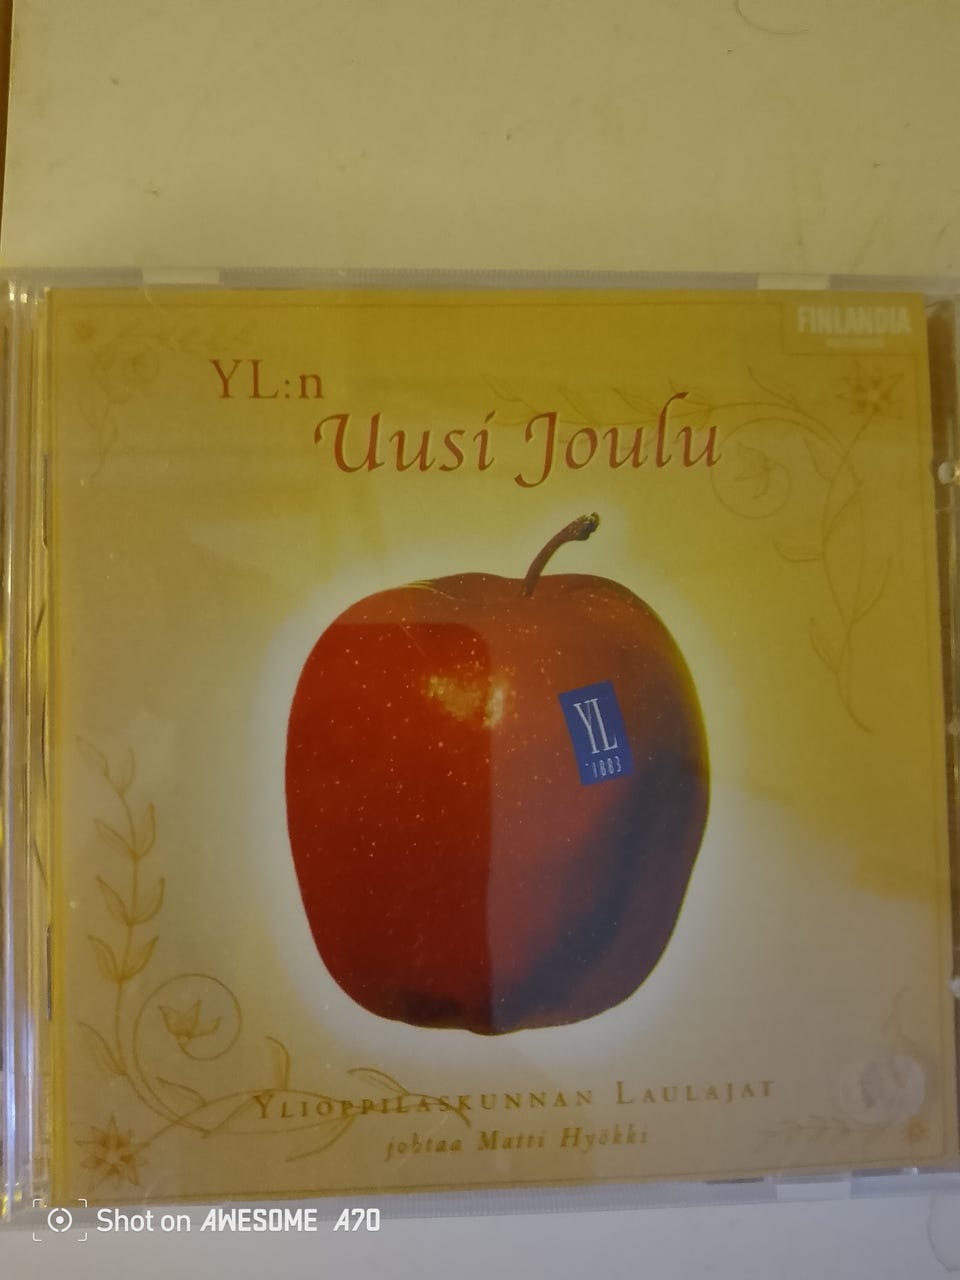 FINLANDIA
YL:n
Uusi Joulu
YL
·1883
YLIOPPILASKUNNAN LAULAJAT
johtaa Matti Hyökki
Shot on AWESOME A70